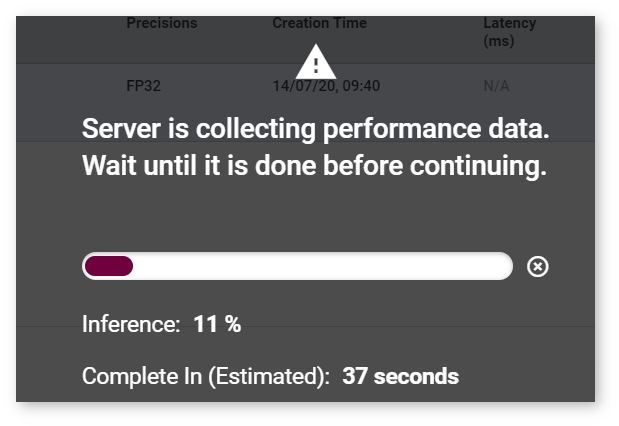 Precisions Creation Time Latency
(ms)
FP32 14/07/20, 09:40 N/A
Server is collecting performance data.
Wait until it is done before continuing.
Inference: 11 %
Complete In (Estimated): 37 seconds